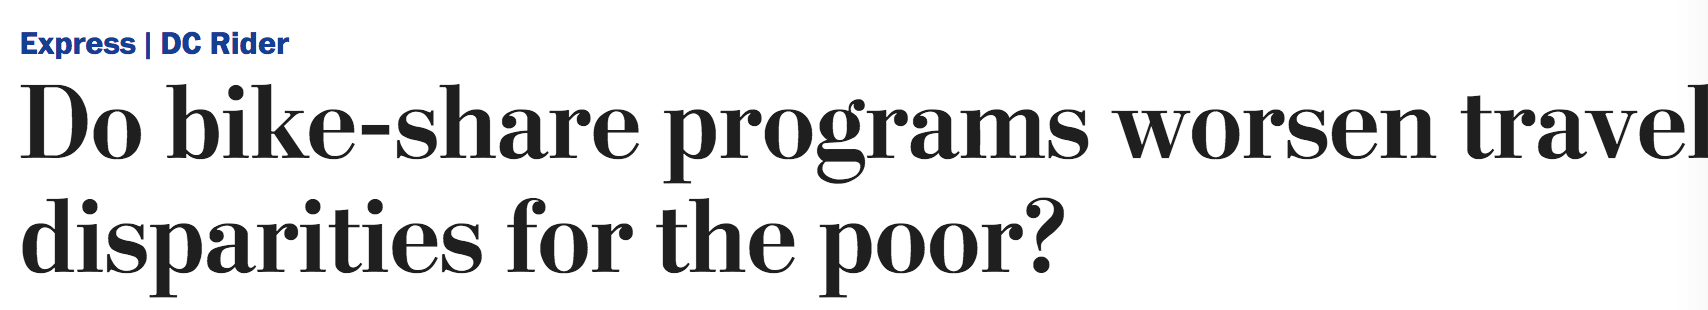 Express | DC Rider
Do bike-share programs worsen travel
disparities for the poor?